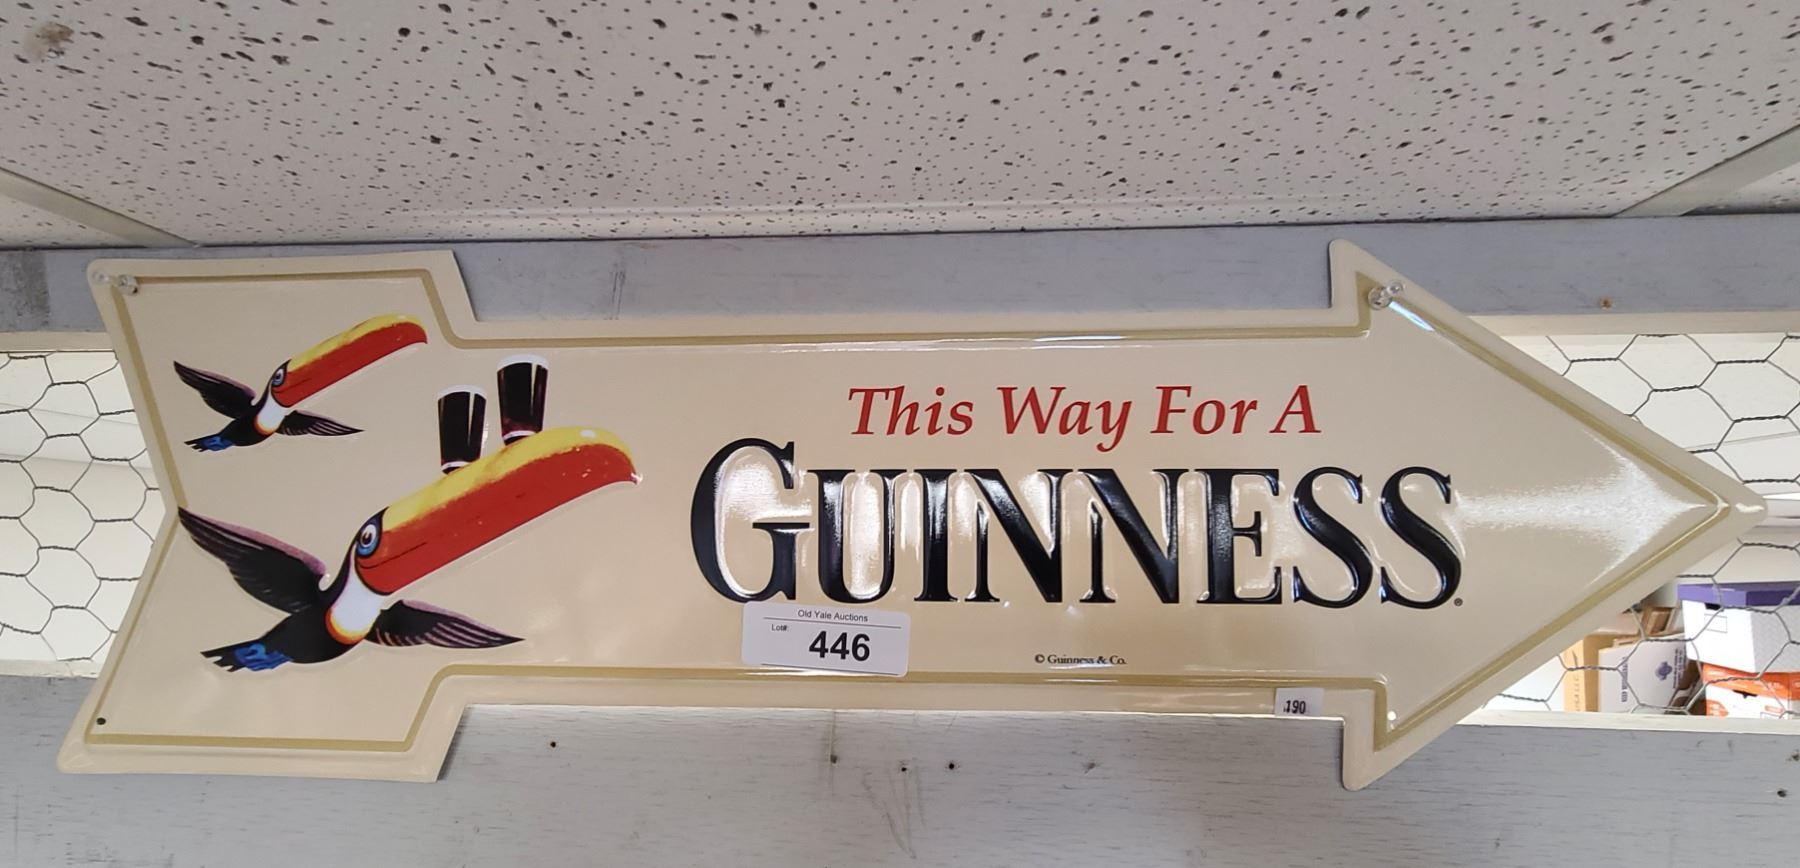 This Way For A
GUINNESS®
Old Yale Auctions
Lot#:
446
© Guinness & Co.
190